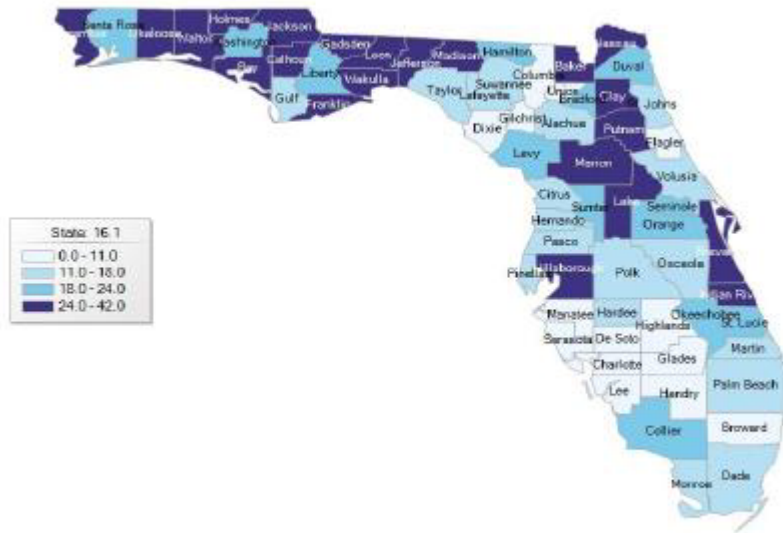 Holmes
Jackson
Santa Rosa
Okaloosa
Walton
Washington
Gadsden
Leon
Madison
Hamilton
Nassau
Bay
Calhoun
Jefferson
Baker
Duval
Liberty
Wakulla
Suwannee
Columbia
Gulf
Taylor
Lafayette
Union
Bradford
Clay
Johns
Franklin
Gilchrist
Putnam
Dixie
Alachua
Flagler
Levy
Marion
Volusia
Citrus
Lake
Sumter
Seminole
State: 16.1
Hernando
Orange
0.0 - 11.0
Pasco
11.0 - 18.0
Osceola
18.0 - 24.0
Pinellas
Hillsborough
Polk
24.0 - 42.0
Indian River
Manatee
Hardee
Okeechobee
Highlands
St. Lucie
Sarasota
De Soto
Martin
Glades
Charlotte
Lee
Hendry
Palm Beach
Broward
Collier
Monroe
Dade